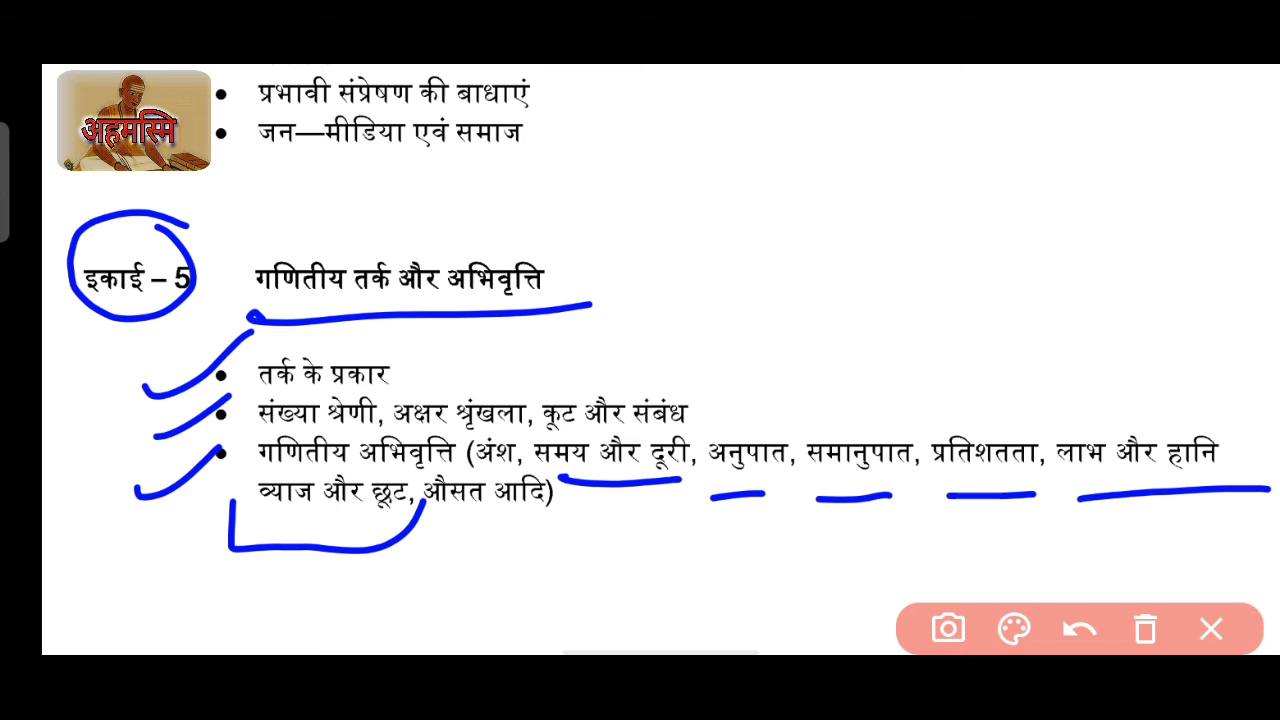 प्रभावी संप्रेषण की बाधाएं
अहमस्मि
जन—मीडिया एवं समाज
इकाई – 5 गणितीय तर्क और अभिवृत्ति
तर्क के प्रकार
संख्या श्रेणी, अक्षर श्रृंखला, कूट और संबंध
गणितीय अभिवृत्ति (अंश, समय और दूरी, अनुपात, समानुपात, प्रतिशतता, लाभ और हानि
व्याज और छूट, औसत आदि)